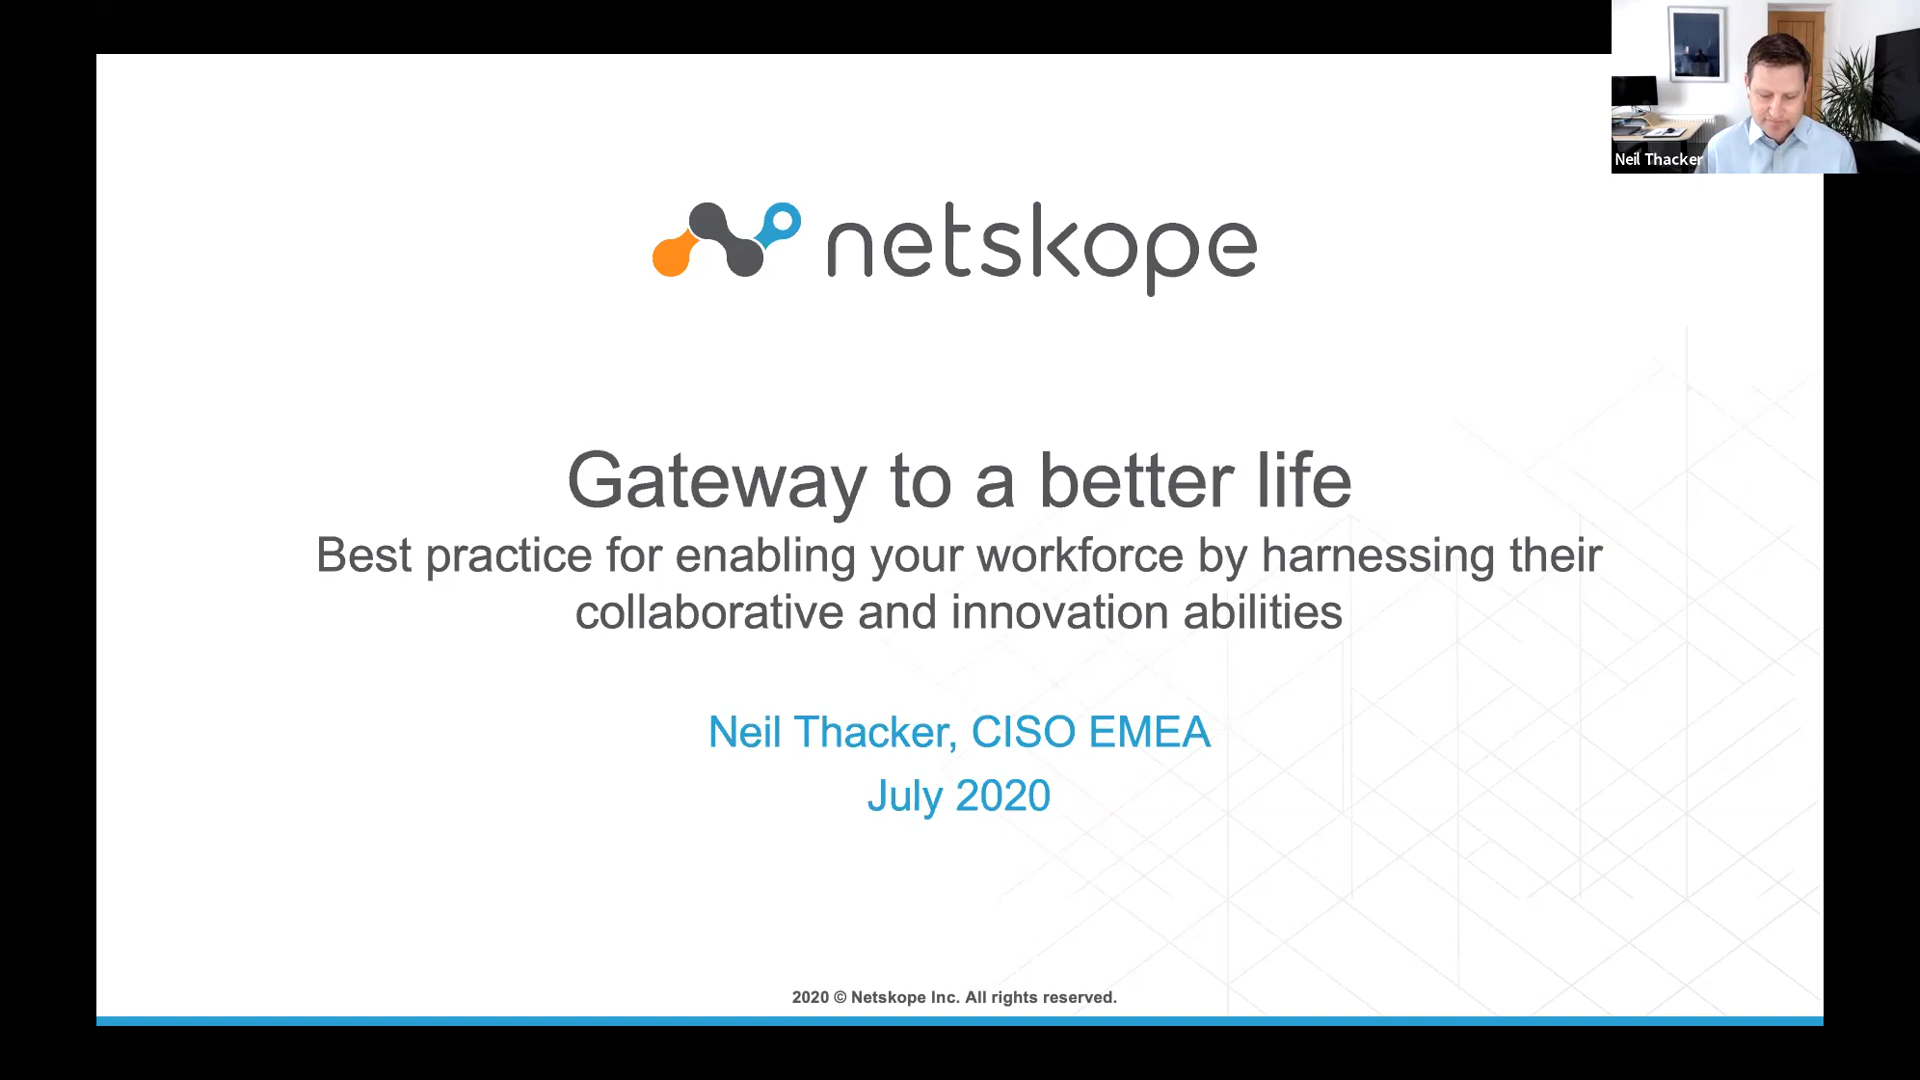 Neil Thacker
netskope
Gateway to a better life
Best practice for enabling your workforce by harnessing their
collaborative and innovation abilities
Neil Thacker, CISO EMEA
July 2020
2020 © Netskope Inc. All rights reserved.